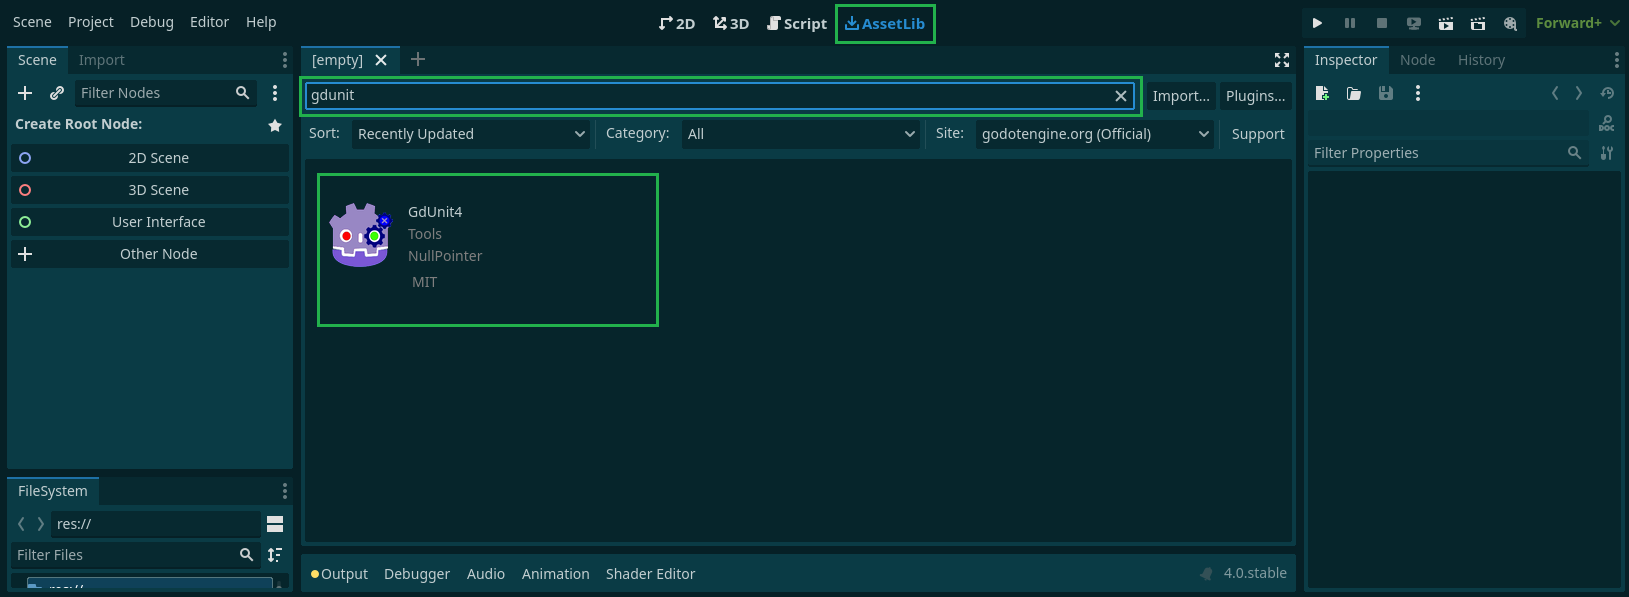 Scene Project Debug Editor Help
2D 3D Script AssetLib
Forward+
Scene Import
Filter Nodes
Create Root Node:
2D Scene
3D Scene
User Interface
Other Node
FileSystem
res://
Filter Files
res://
[empty]
gdunit
Import... Plugins...
Sort: Recently Updated Category: All Site: godotengine.org (Official) Support
GdUnit4
Tools
NullPointer
MIT
Output Debugger Audio Animation Shader Editor 4.0.stable
Inspector Node History
DOC
Filter Properties